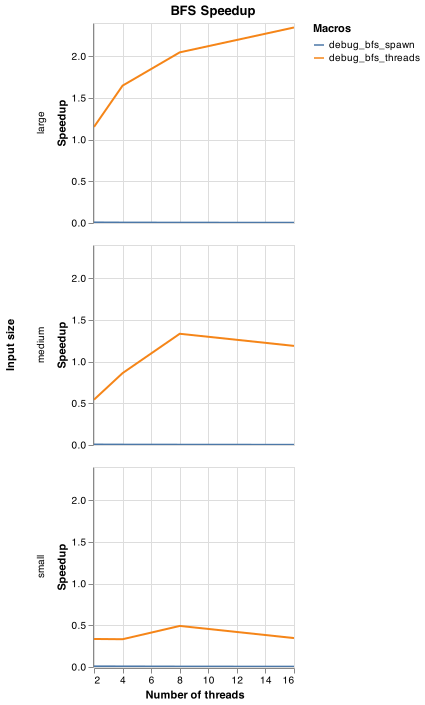 BFS Speedup
Macros
debug_bfs_spawn
debug_bfs_threads
Input size
large
Speedup
2.0
1.5
1.0
0.5
0.0
medium
Speedup
2.0
1.5
1.0
0.5
0.0
small
Speedup
2.0
1.5
1.0
0.5
0.0
2 4 6 8 10 12 14 16
Number of threads